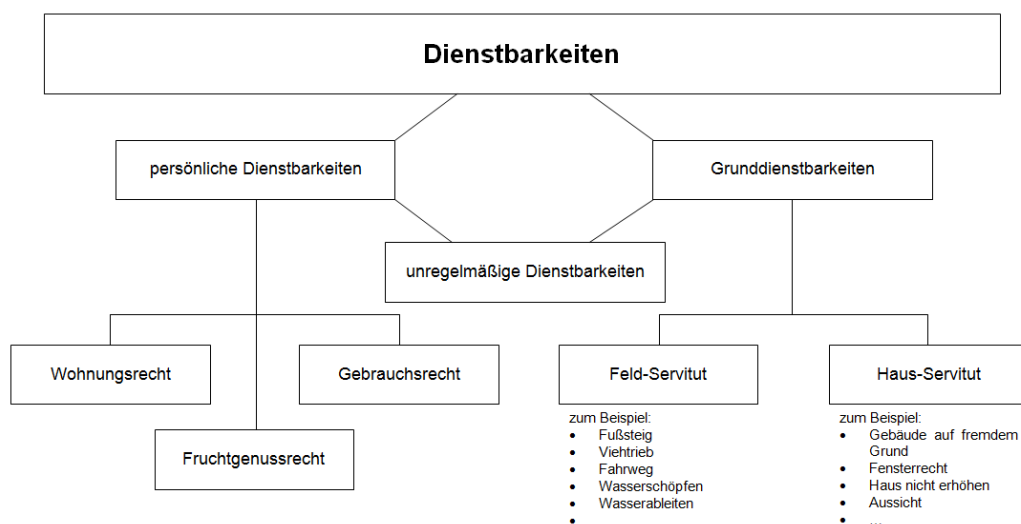 Dienstbarkeiten
persönliche Dienstbarkeiten
Grunddienstbarkeiten
unregelmäßige Dienstbarkeiten
Wohnungsrecht
Gebrauchsrecht
Feld-Servitut
Haus-Servitut
Fruchtgenussrecht
zum Beispiel:
• Fußsteig
• Viehtrieb
• Fahrweg
• Wasserschöpfen
• Wasserableiten
•
zum Beispiel:
• Gebäude auf fremdem
Grund
• Fensterrecht
• Haus nicht erhöhen
• Aussicht
• ...